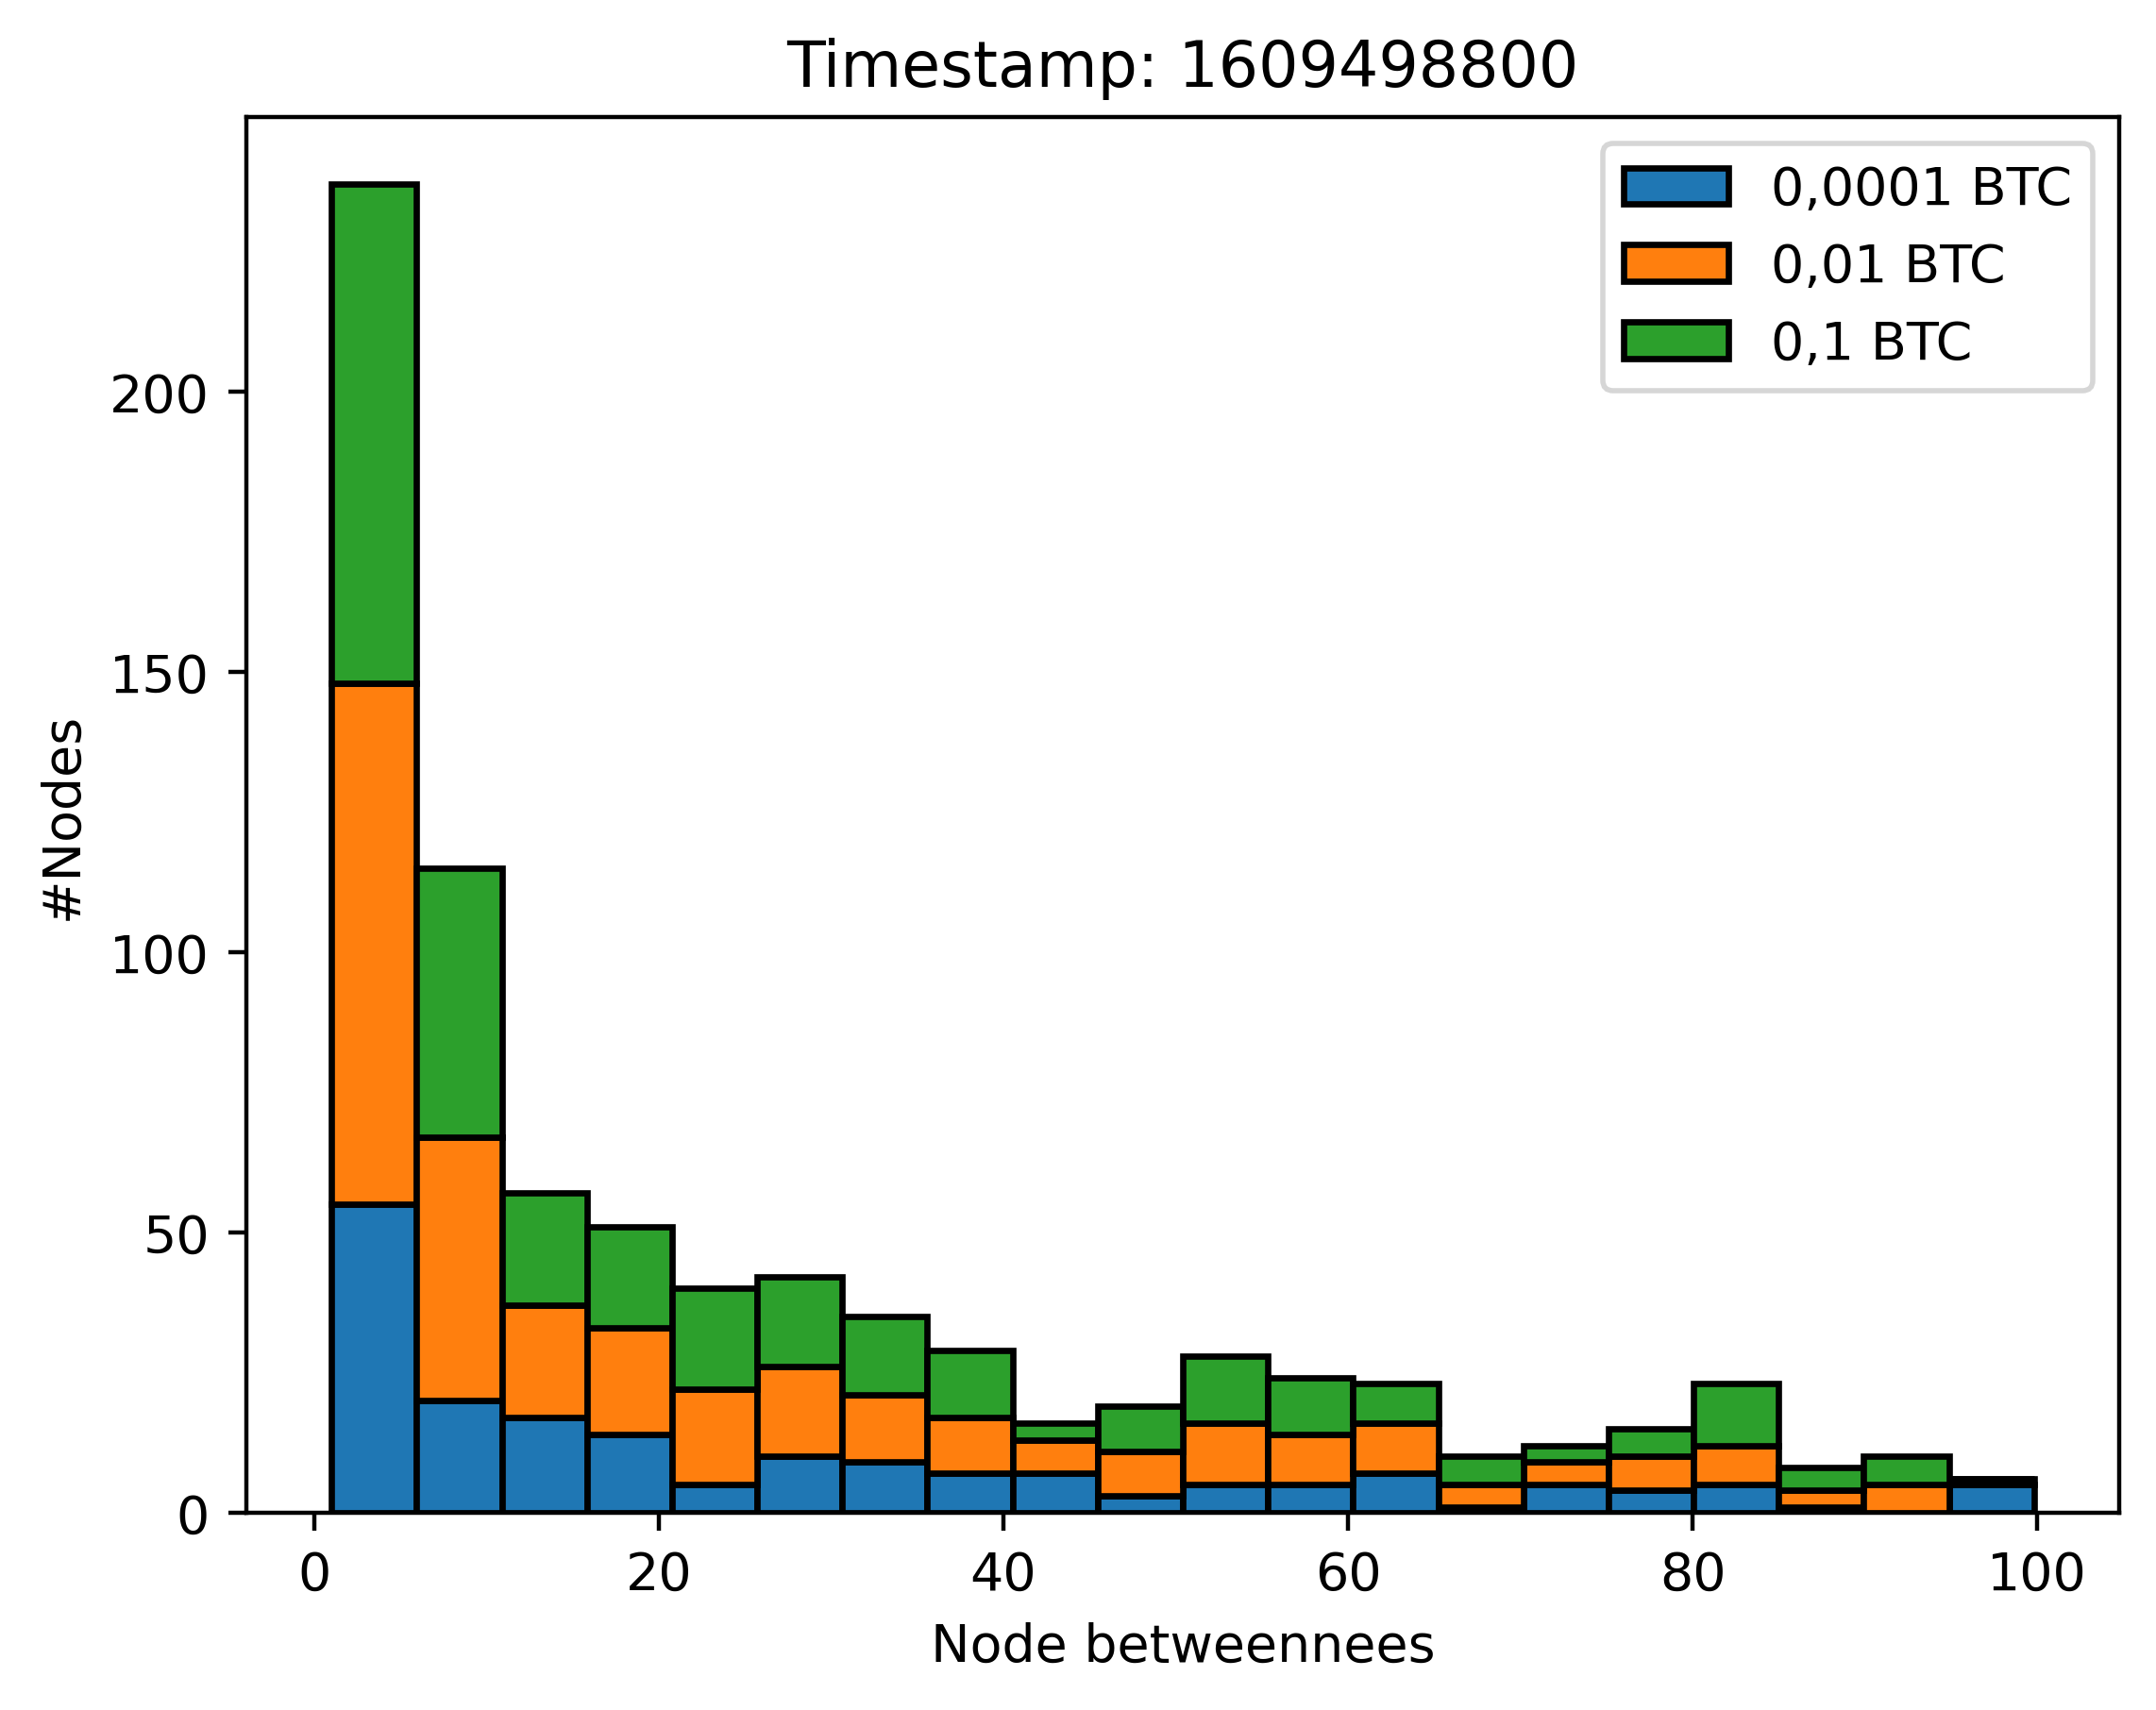 Timestamp: 1609498800
0,0001 BTC
0,01 BTC
0,1 BTC
#Nodes
200
150
100
50
0
0 20 40 60 80 100
Node betweennees